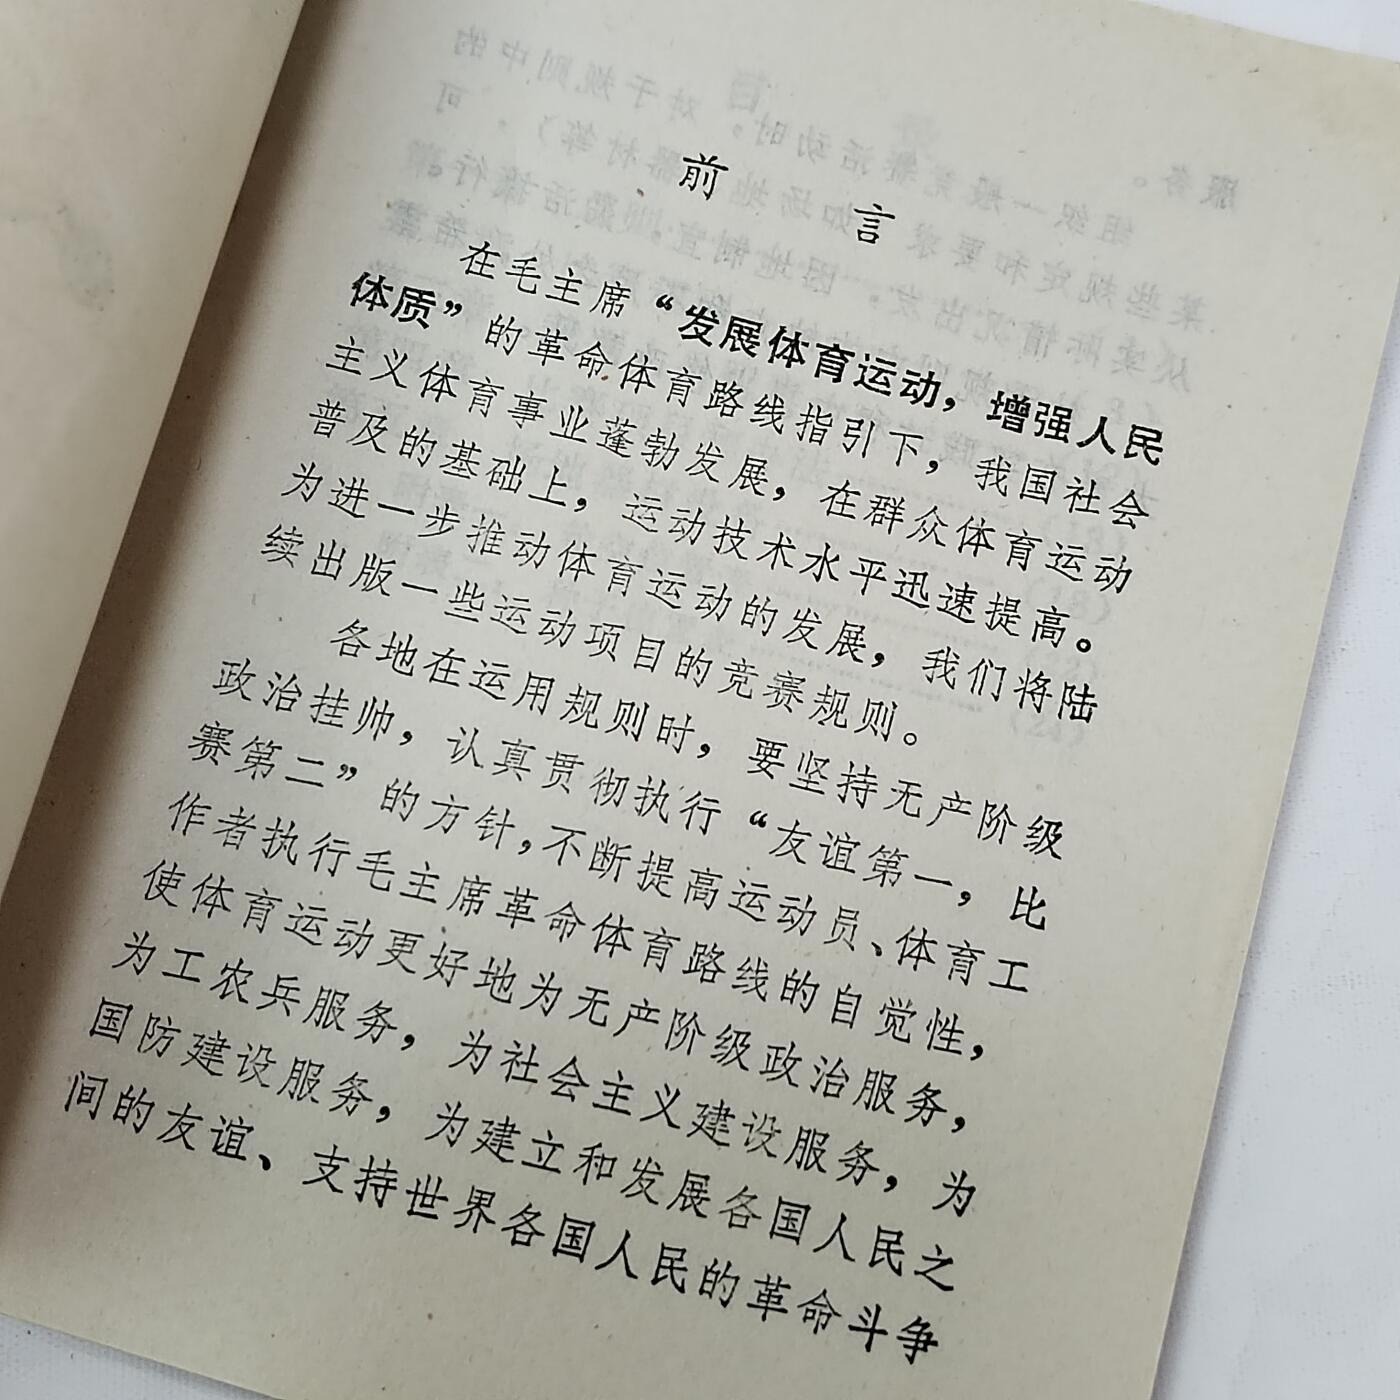 前言
在毛主席“发展体育运动，增强人民
体质”的革命体育路线指引下，我国社会
主义体育事业蓬勃发展，在群众体育运动
普及的基础上，运动技术水平迅速提高。
为进一步推动体育运动的发展，我们将陆
续出版一些运动项目的竞赛规则。
各地在运用规则时，要坚持无产阶级
政治挂帅，认真贯彻执行“友谊第一，比
赛第二”的方针，不断提高运动员、体育工
作者执行毛主席革命体育路线的自觉性，
使体育运动更好地为无产阶级政治服务，
为工农兵服务，为社会主义建设服务，为
国防建设服务，为建立和发展各国人民之
间的友谊、支持世界各国人民的革命斗争